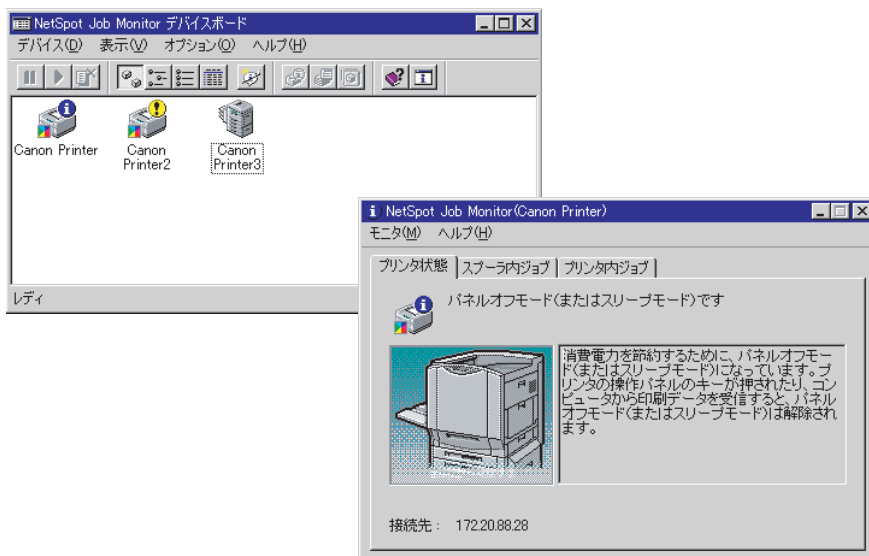 NetSpot Job Monitor デバイスボード
デバイス(D) 表示(V) オプション(O) ヘルプ(H)
Canon Printer
Canon
Printer2
Canon
Printer3
レディ
NetSpot Job Monitor(Canon Printer)
モニタ(M) ヘルプ(H)
プリンタ状態 スプーラ内ジョブ プリンタ内ジョブ
パネルオフモード(またはスリープモード)です
消費電力を節約するために、パネルオフモー
ド(またはスリープモード)になっています。プ
リンタの操作パネルのキーが押されたり、コン
ピュータから印刷データを受信すると、パネル
オフモード(またはスリープモード)は解除され
ます。
接続先： 172.20.88.28